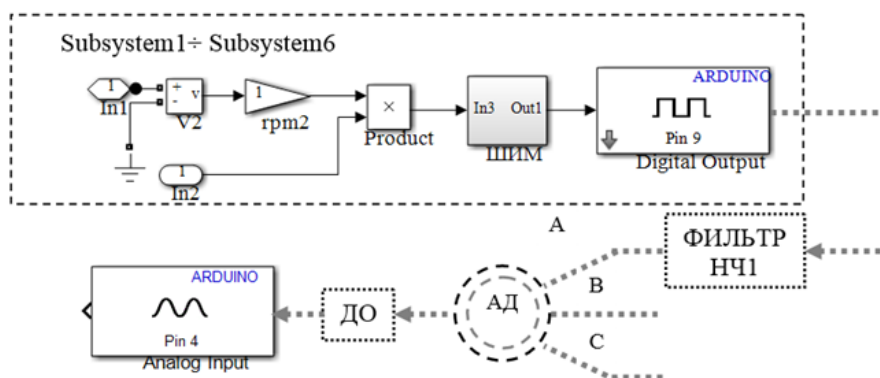 Subsystem1÷ Subsystem6
1
In1
+
-
v
V2
1
rpm2
×
Product
In3 Out1
ШИМ
ARDUINO
Pin 9
Digital Output
1
In2
A
B
C
ФИЛЬТР
НЧ1
АД
ДО
ARDUINO
Pin 4
Analog Input